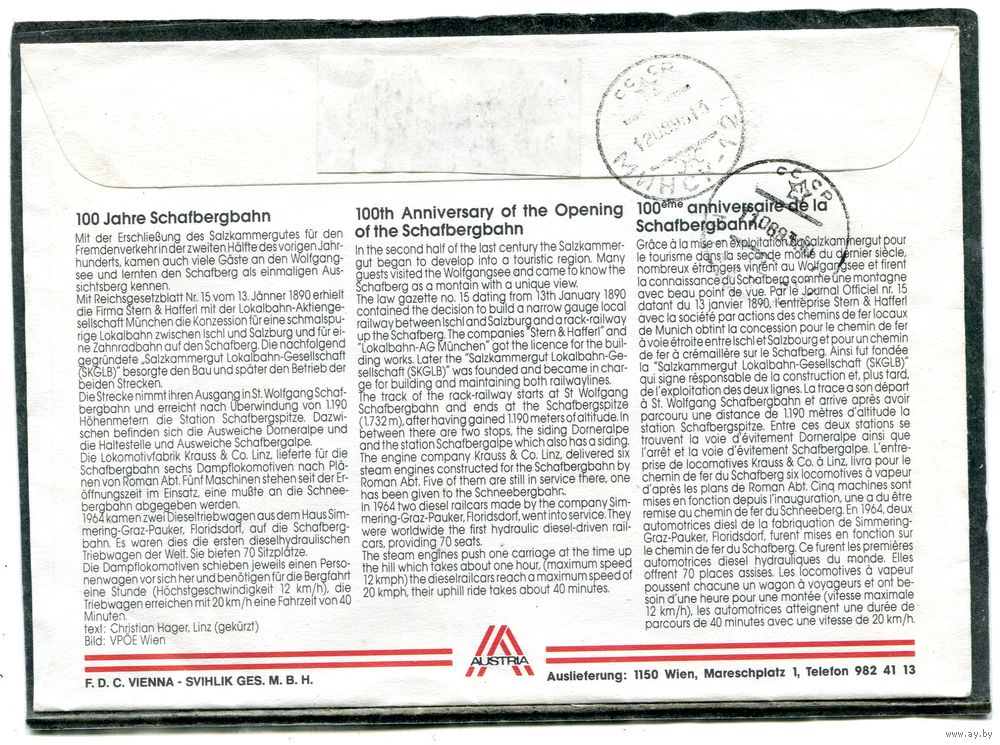 СССР
МИНСК
СССР
100 Jahre Schafbergbahn
Mit der Erschließung des Salzkammergutes für den
Fremdenverkehr in der zweiten Hälfte des vorigen Jahr-
hunderts, kamen auch viele Gäste an den Wolfgang-
see und lernten den Schafberg als einmaligen Aus-
sichtsberg kennen.
Mit Reichsgesetzblatt Nr. 15 vom 13. Jänner 1890 erhielt
die Firma Stern & Hafferl mit der Lokalbahn-Aktienge-
sellschaft München die Konzession für eine schmalspu-
rige Lokalbahn zwischen Ischl und Salzburg und für ei-
ne Zahnradbahn auf den Schafberg. Die nachfolgend
gegründete „Salzkammergut Lokalbahn-Gesellschaft
(SKGLB)" besorgte den Bau und später den Betrieb der
beiden Strecken.
Die Strecke nimmt ihren Ausgang in St. Wolfgang Schaf-
bergbahn und erreicht nach Überwindung von 1.190
Höhenmetern die Station Schafbergspitze. Dazwi-
schen befinden sich die Ausweiche Dorneralpe und
die Haltestelle und Ausweiche Schafbergalpe.
Die Lokomotivfabrik Krauss & Co. Linz, lieferte für die
Schafbergbahn sechs Dampflokomotiven nach Plä-
nen von Roman Abt. Fünf Maschinen stehen seit der Er-
öffnungszeit im Einsatz, eine mußte an die Schnee-
bergbahn abgegeben werden.
1964 kamen zwei Dieseltriebwagen aus dem Haus Sim-
mering-Graz-Pauker, Floridsdorf, auf die Schafberg-
bahn. Es waren dies die ersten dieselhydraulischen
Triebwagen der Welt. Sie bieten 70 Sitzplätze.
Die Dampflokomotiven schieben jeweils einen Perso-
nenwagen vor sich her und benötigen für die Bergfahrt
eine Stunde (Höchstgeschwindigkeit 12 km/h), die
Triebwagen erreichen mit 20 km/h eine Fahrzeit von 40
Minuten.
text: Christian Hager, Linz (gekürzt)
Bild: VPÖE Wien
100th Anniversary of the Opening
of the Schafbergbahn
In the second half of the last century the Salzkammer-
gut began to develop into a touristic region. Many
guests visited the Wolfgangsee and came to know the
Schafberg as a montain with a unique view.
The law gazette no. 15 dating from 13th January 1890
contained the decision to build a narrow gauge local
railway between Ischl and Salzburg and a rack-railway
up the Schafberg. The companies "Stern & Hafferl" and
"Lokalbahn-AG München" got the licence for the buil-
ding works. Later the "Salzkammergut Lokalbahn-Ge-
sellschaft (SKGLB)" was founded and became in char-
ge for building and maintaining both railwaylines.
The track of the rack-railway starts at St Wolfgang
Schafbergbahn and ends at the Schafbergspitze
(1.732 m), after having gained 1.190 meters of altitude. In
between there are two stops, the siding Dorneralpe
and the station Schafbergalpe which also has a siding.
The engine company Krauss & Co. Linz, delivered six
steam engines constructed for the Schafbergbahn by
Roman Abt. Five of them are still in service there, one
has been given to the Schneebergbahn.
In 1964 two diesel railcars made by the company Sim-
mering-Graz-Pauker, Floridsdorf, went into service. They
were worldwide the first hydraulic diesel-driven rail-
cars, providing 70 seats.
The steam engines push one carriage at the time up
the hill which takes about one hour, (maximum speed
12 kmph) the dieselrailcars reach a maximum speed of
20 kmph, their uphill ride takes about 40 minutes.
100ème anniversaire de la
Schafbergbahn
Grâce à la mise en exploitation du Salzkammergut pour
le tourisme dans la seconde moitié du dernier siècle,
nombreux étrangers vinrent au Wolfgangsee et firent
la connaissance du Schafberg comme une montagne
avec beau point de vue. Par le Journal Officiel nr. 15
datant du 13 janvier 1890, l'entreprise Stern & Hafferl
avec la société par actions des chemins de fer locaux
de Munich obtint la concession pour le chemin de fer
à voie étroite entre Ischl et Salzbourg et pour un chemin
de fer à crémaillère sur le Schafberg. Ainsi fut fondée
la "Salzkammergut Lokalbahn-Gesellschaft (SKGLB)"
qui signe résponsable de la construction et, plus tard,
de l'exploitation des deux lignes. La trace a son départ
à St. Wolfgang Schafbergbahn et arrive après avoir
parcouru une distance de 1.190 mètres d'altitude la
station Schafbergspitze. Entre ces deux stations se
trouvent la voie d'évitement Dorneralpe ainsi que
l'arrêt et la voie d'évitement Schafbergalpe. L'entre-
prise de locomotives Krauss & Co. à Linz, livra pour le
chemin de fer du Schafberg six locomotives à vapeur
d'après les plans de Roman Abt. Cinq machines sont
mises en fonction depuis l'inauguration, une a du être
remise au chemin de fer du Schneeberg. En 1964, deux
automotrices diesl de la fabriqution de Simmering-
Graz-Pauker, Floridsdorf, furent mises en fonction sur
le chemin de fer du Schafberg. Ce furent les premières
automotrices diesel hydrauliques du monde. Elles
offrent 70 places assises. Les locomotives à vapeur
poussent chacune un wagon à voyageurs et ont be-
soin d'une heure pour une montée (vitesse maximale
12 km/h), les automotrices atteignent une durée de
parcours de 40 minutes avec une vitesse de 20 km/h.
AUSTRIA
F. D. C. VIENNA - SVIHLIK GES. M. B. H.
Auslieferung: 1150 Wien, Mareschplatz 1, Telefon 982 41 13
www.ay.by